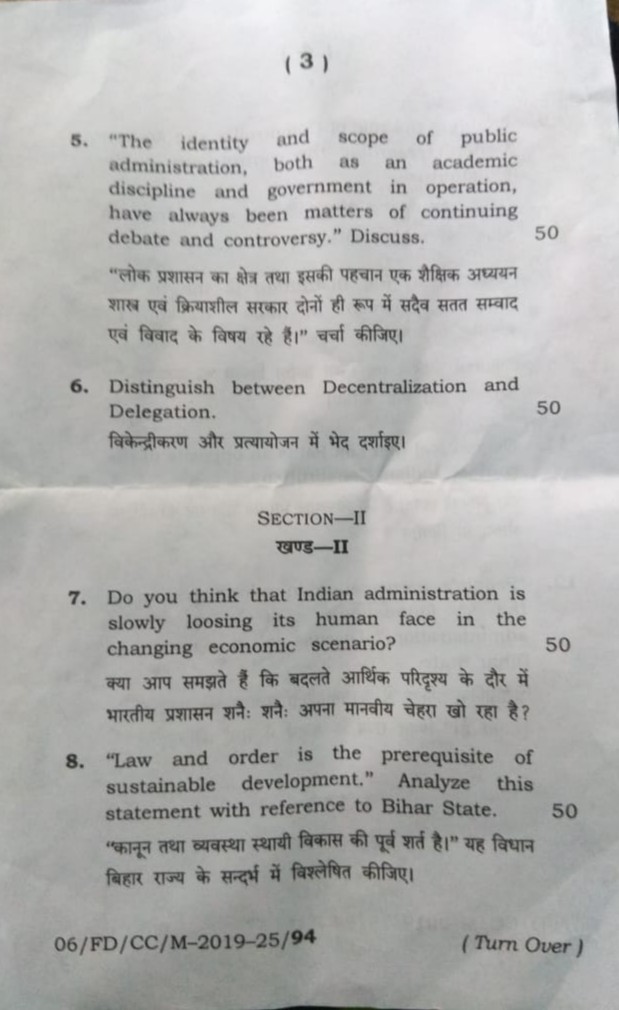 ( 3 )
5. "The identity and scope of public
administration, both as an academic
discipline and government in operation,
have always been matters of continuing
debate and controversy." Discuss. 50
"लोक प्रशासन का क्षेत्र तथा इसकी पहचान एक शैक्षिक अध्ययन
शास्त्र एवं क्रियाशील सरकार दोनों ही रूप में सदैव सतत सम्वाद
एवं विवाद के विषय रहे हैं।" चर्चा कीजिए।
6. Distinguish between Decentralization and
Delegation. 50
विकेन्द्रीकरण और प्रत्यायोजन में भेद दर्शाइए।
SECTION—II
खण्ड—II
7. Do you think that Indian administration is
slowly loosing its human face in the
changing economic scenario? 50
क्या आप समझते हैं कि बदलते आर्थिक परिदृश्य के दौर में
भारतीय प्रशासन शनैः शनैः अपना मानवीय चेहरा खो रहा है?
8. "Law and order is the prerequisite of
sustainable development." Analyze this
statement with reference to Bihar State. 50
"कानून तथा व्यवस्था स्थायी विकास की पूर्व शर्त है।" यह विधान
बिहार राज्य के सन्दर्भ में विश्लेषित कीजिए।
06/FD/CC/M-2019-25/94 ( Turn Over )